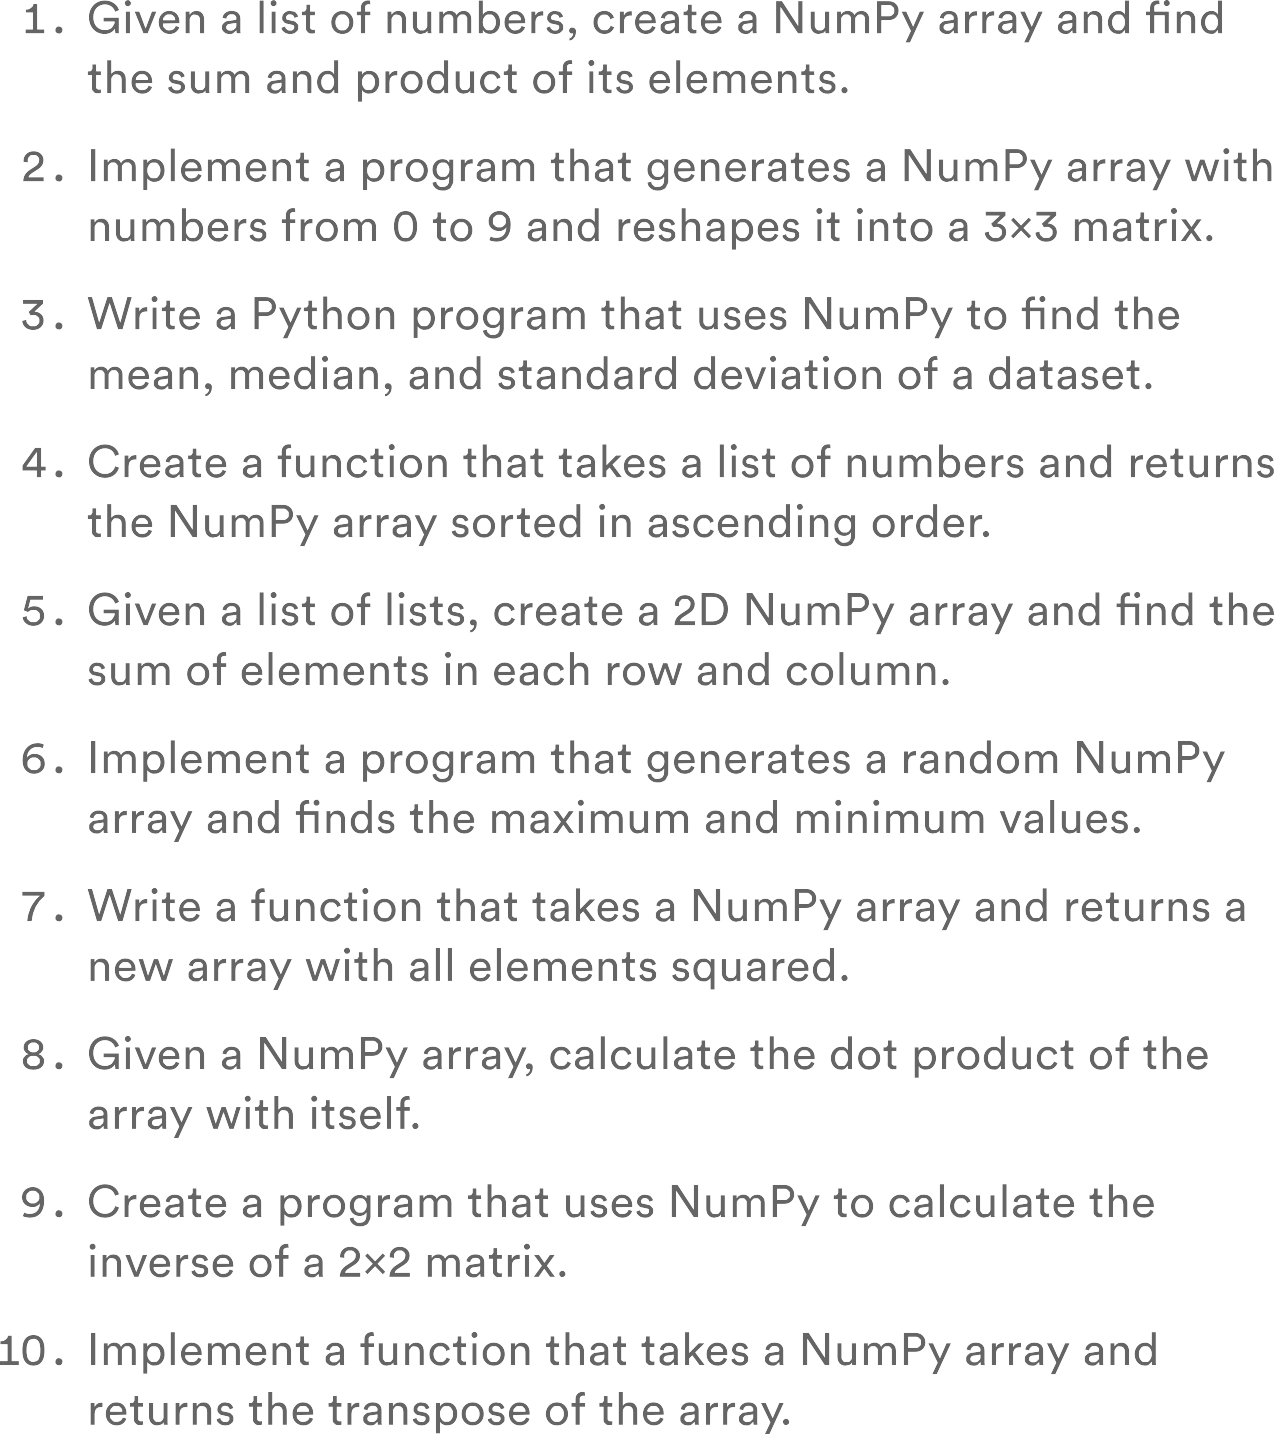 1. Given a list of numbers, create a NumPy array and find
the sum and product of its elements.
2. Implement a program that generates a NumPy array with
numbers from 0 to 9 and reshapes it into a 3×3 matrix.
3. Write a Python program that uses NumPy to find the
mean, median, and standard deviation of a dataset.
4. Create a function that takes a list of numbers and returns
the NumPy array sorted in ascending order.
5. Given a list of lists, create a 2D NumPy array and find the
sum of elements in each row and column.
6. Implement a program that generates a random NumPy
array and finds the maximum and minimum values.
7. Write a function that takes a NumPy array and returns a
new array with all elements squared.
8. Given a NumPy array, calculate the dot product of the
array with itself.
9. Create a program that uses NumPy to calculate the
inverse of a 2×2 matrix.
10. Implement a function that takes a NumPy array and
returns the transpose of the array.